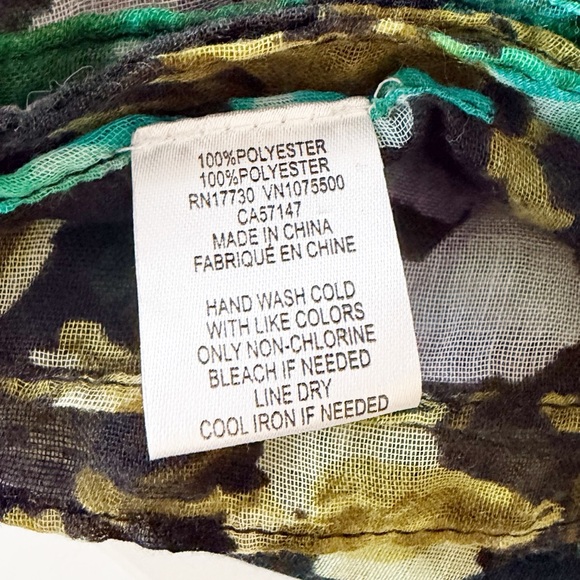 100%POLYESTER
100%POLYESTER
RN17730 VN1075500
CA57147
MADE IN CHINA
FABRIQUÉ EN CHINE
HAND WASH COLD
WITH LIKE COLORS
ONLY NON-CHLORINE
BLEACH IF NEEDED
LINE DRY
COOL IRON IF NEEDED